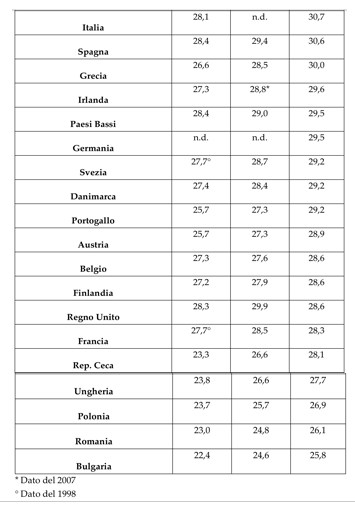 Italia 28,1 n.d. 30,7
Spagna 28,4 29,4 30,6
Grecia 26,6 28,5 30,0
Irlanda 27,3 28,8* 29,6
Paesi Bassi 28,4 29,0 29,5
Germania n.d. n.d. 29,5
Svezia 27,7° 28,7 29,2
Danimarca 27,4 28,4 29,2
Portogallo 25,7 27,3 29,2
Austria 25,7 27,3 28,9
Belgio 27,3 27,6 28,6
Finlandia 27,2 27,9 28,6
Regno Unito 28,3 29,9 28,6
Francia 27,7° 28,5 28,3
Rep. Ceca 23,3 26,6 28,1
Ungheria 23,8 26,6 27,7
Polonia 23,7 25,7 26,9
Romania 23,0 24,8 26,1
Bulgaria 22,4 24,6 25,8
* Dato del 2007
° Dato del 1998